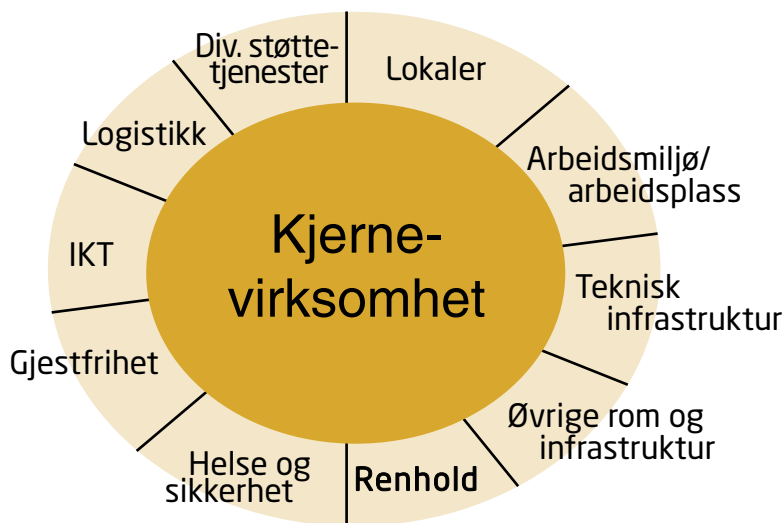 Div. støtte-
tjenester
Lokaler
Logistikk
Arbeidsmiljø/
arbeidsplass
Kjerne-
virksomhet
IKT
Teknisk
infrastruktur
Gjestfrihet
Øvrige rom og
infrastruktur
Helse og
sikkerhet
Renhold